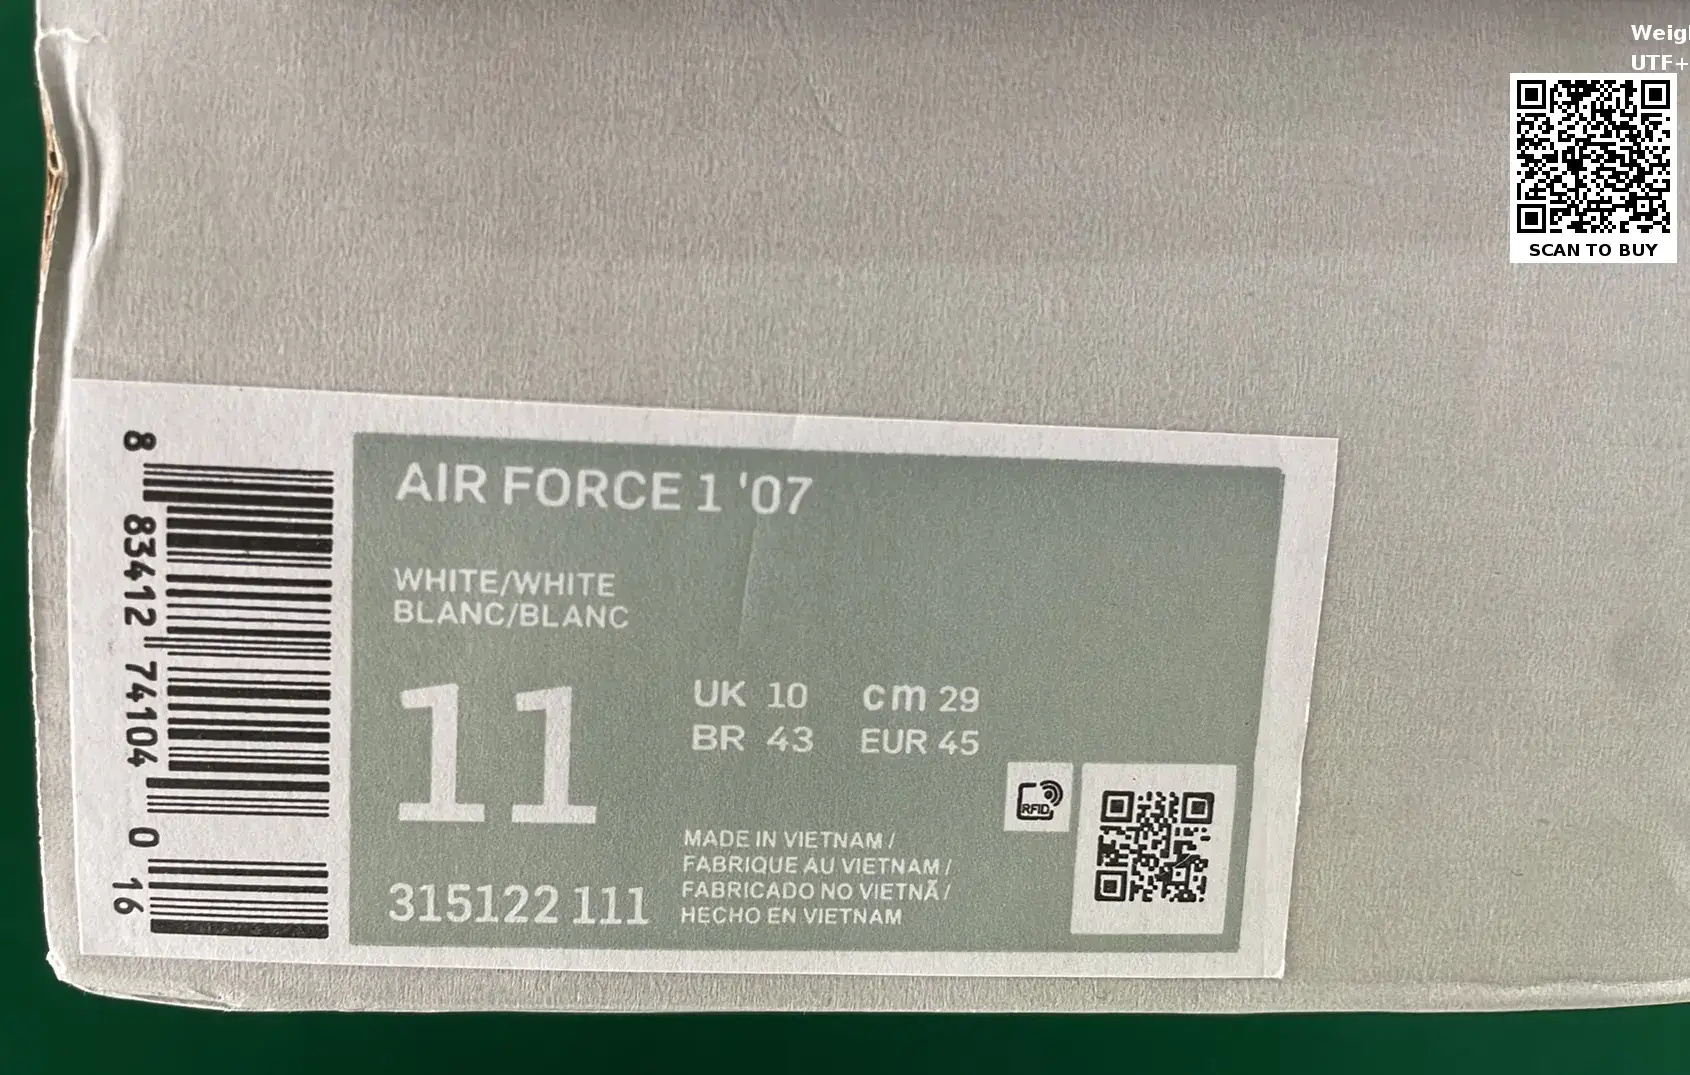 Weigh
UTF+
SCAN TO BUY
8 83412 74104 0 16
AIR FORCE 1 '07
WHITE/WHITE
BLANC/BLANC
11
UK 10 cm 29
BR 43 EUR 45
RFID
MADE IN VIETNAM /
FABRIQUE AU VIETNAM /
FABRICADO NO VIETNÃ /
HECHO EN VIETNAM
315122 111